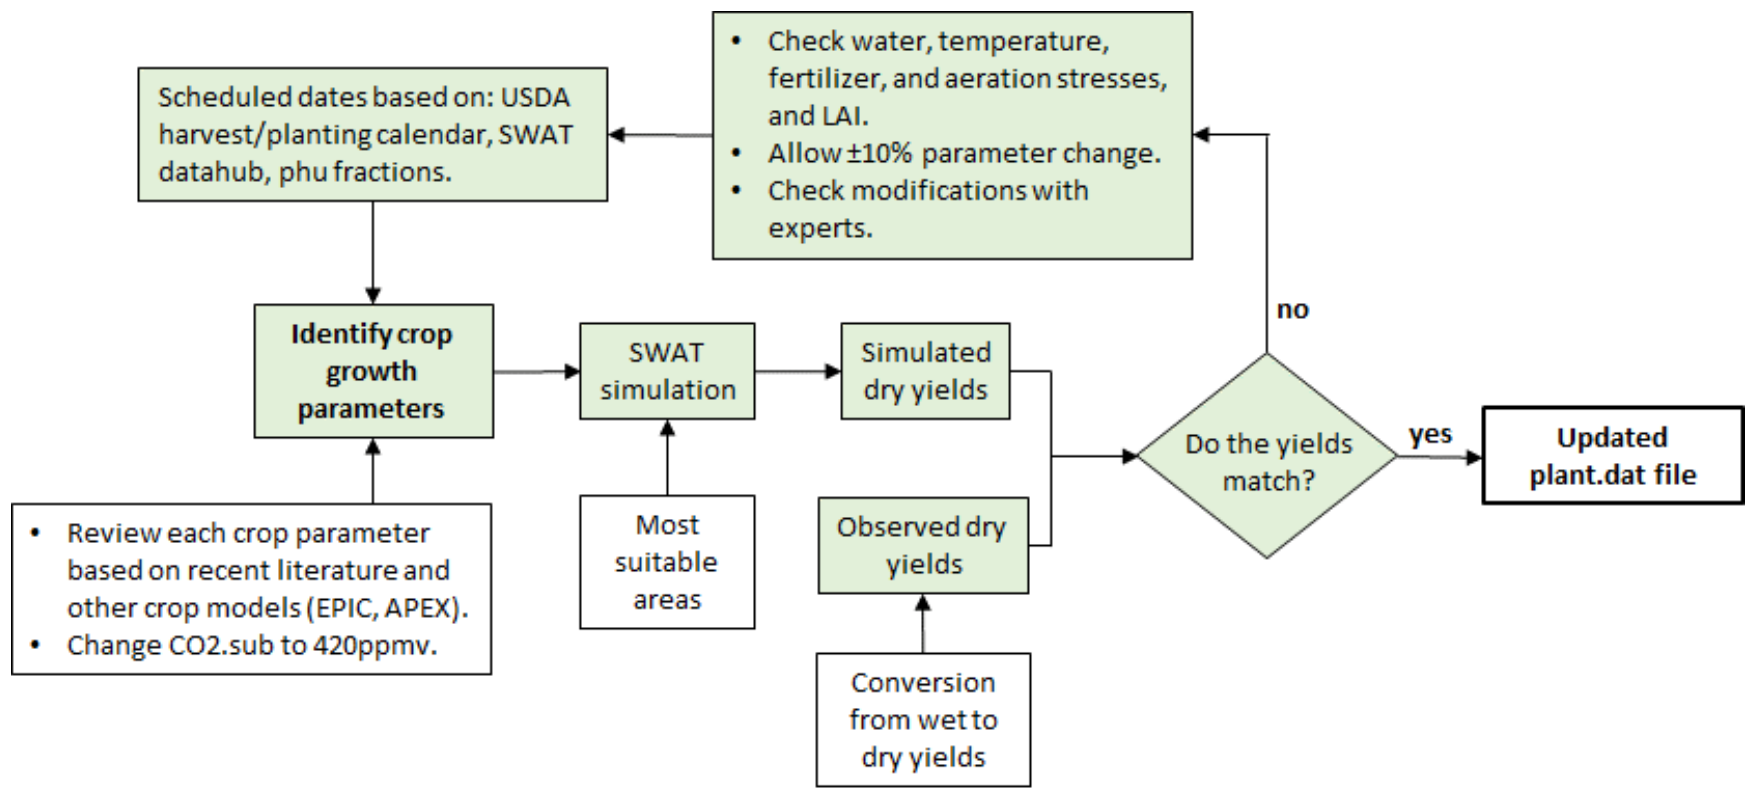 • Check water, temperature,
fertilizer, and aeration stresses,
and LAI.
• Allow ±10% parameter change.
• Check modifications with
experts.
Scheduled dates based on: USDA
harvest/planting calendar, SWAT
datahub, phu fractions.
no
Identify crop
growth
parameters
SWAT
simulation
Simulated
dry yields
Do the yields
match?
yes
Updated
plant.dat file
• Review each crop parameter
based on recent literature and
other crop models (EPIC, APEX).
• Change CO2.sub to 420ppmv.
Most
suitable
areas
Observed dry
yields
Conversion
from wet to
dry yields